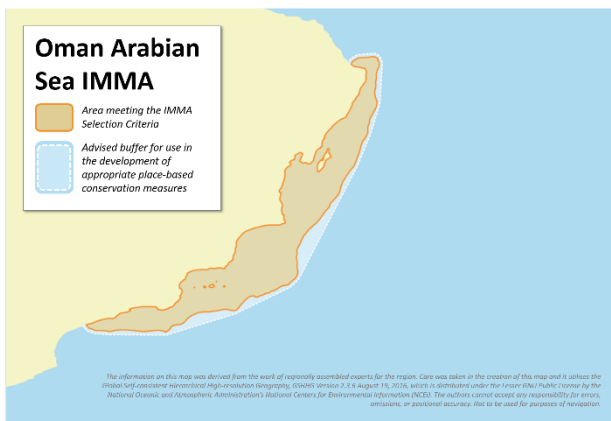 Oman Arabian
Sea IMMA
Area meeting the IMMA
Selection Criteria
Advised buffer for use in
the development of
appropriate place-based
conservation measures
The information on this map was derived from the work of regionally assembled experts for the region. Care was taken in the creation of this map and it utilises the
Global Self-consistent Hierarchical High-resolution Geography, GSHHG Version 2.3.6 August 19, 2016, which is distributed under the Lesser GNU Public License by the
National Oceanic and Atmospheric Administration's National Centers for Environmental Information (NCEI). The authors cannot accept any responsibility for errors,
omissions, or positional accuracy. Not to be used for purposes of navigation.